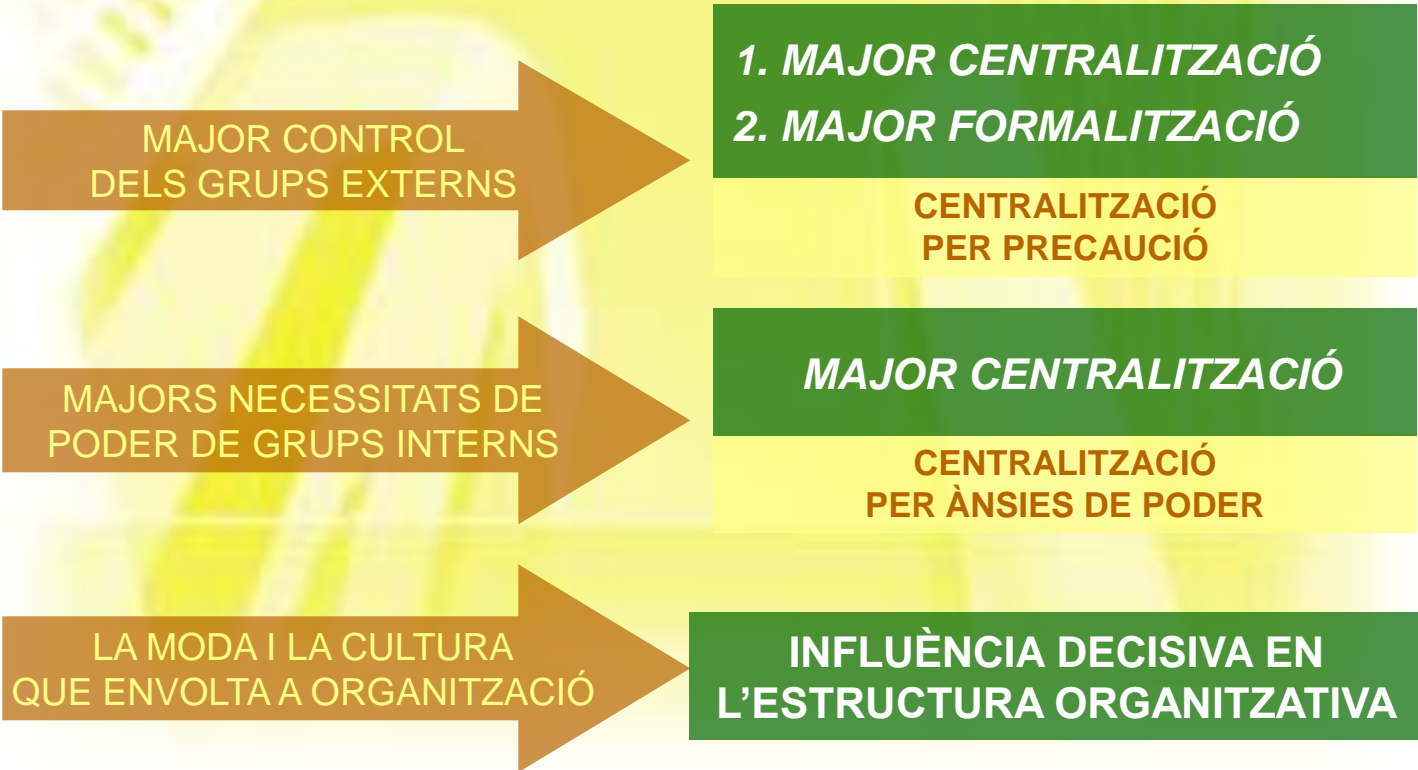 MAJOR CONTROL
DELS GRUPS EXTERNS
1. MAJOR CENTRALITZACIÓ
2. MAJOR FORMALITZACIÓ
CENTRALITZACIÓ
PER PRECAUCIÓ
MAJORS NECESSITATS DE
PODER DE GRUPS INTERNS
MAJOR CENTRALITZACIÓ
CENTRALITZACIÓ
PER ÀNSIES DE PODER
LA MODA I LA CULTURA
QUE ENVOLTA A ORGANITZACIÓ
INFLUÈNCIA DECISIVA EN
L’ESTRUCTURA ORGANITZATIVA